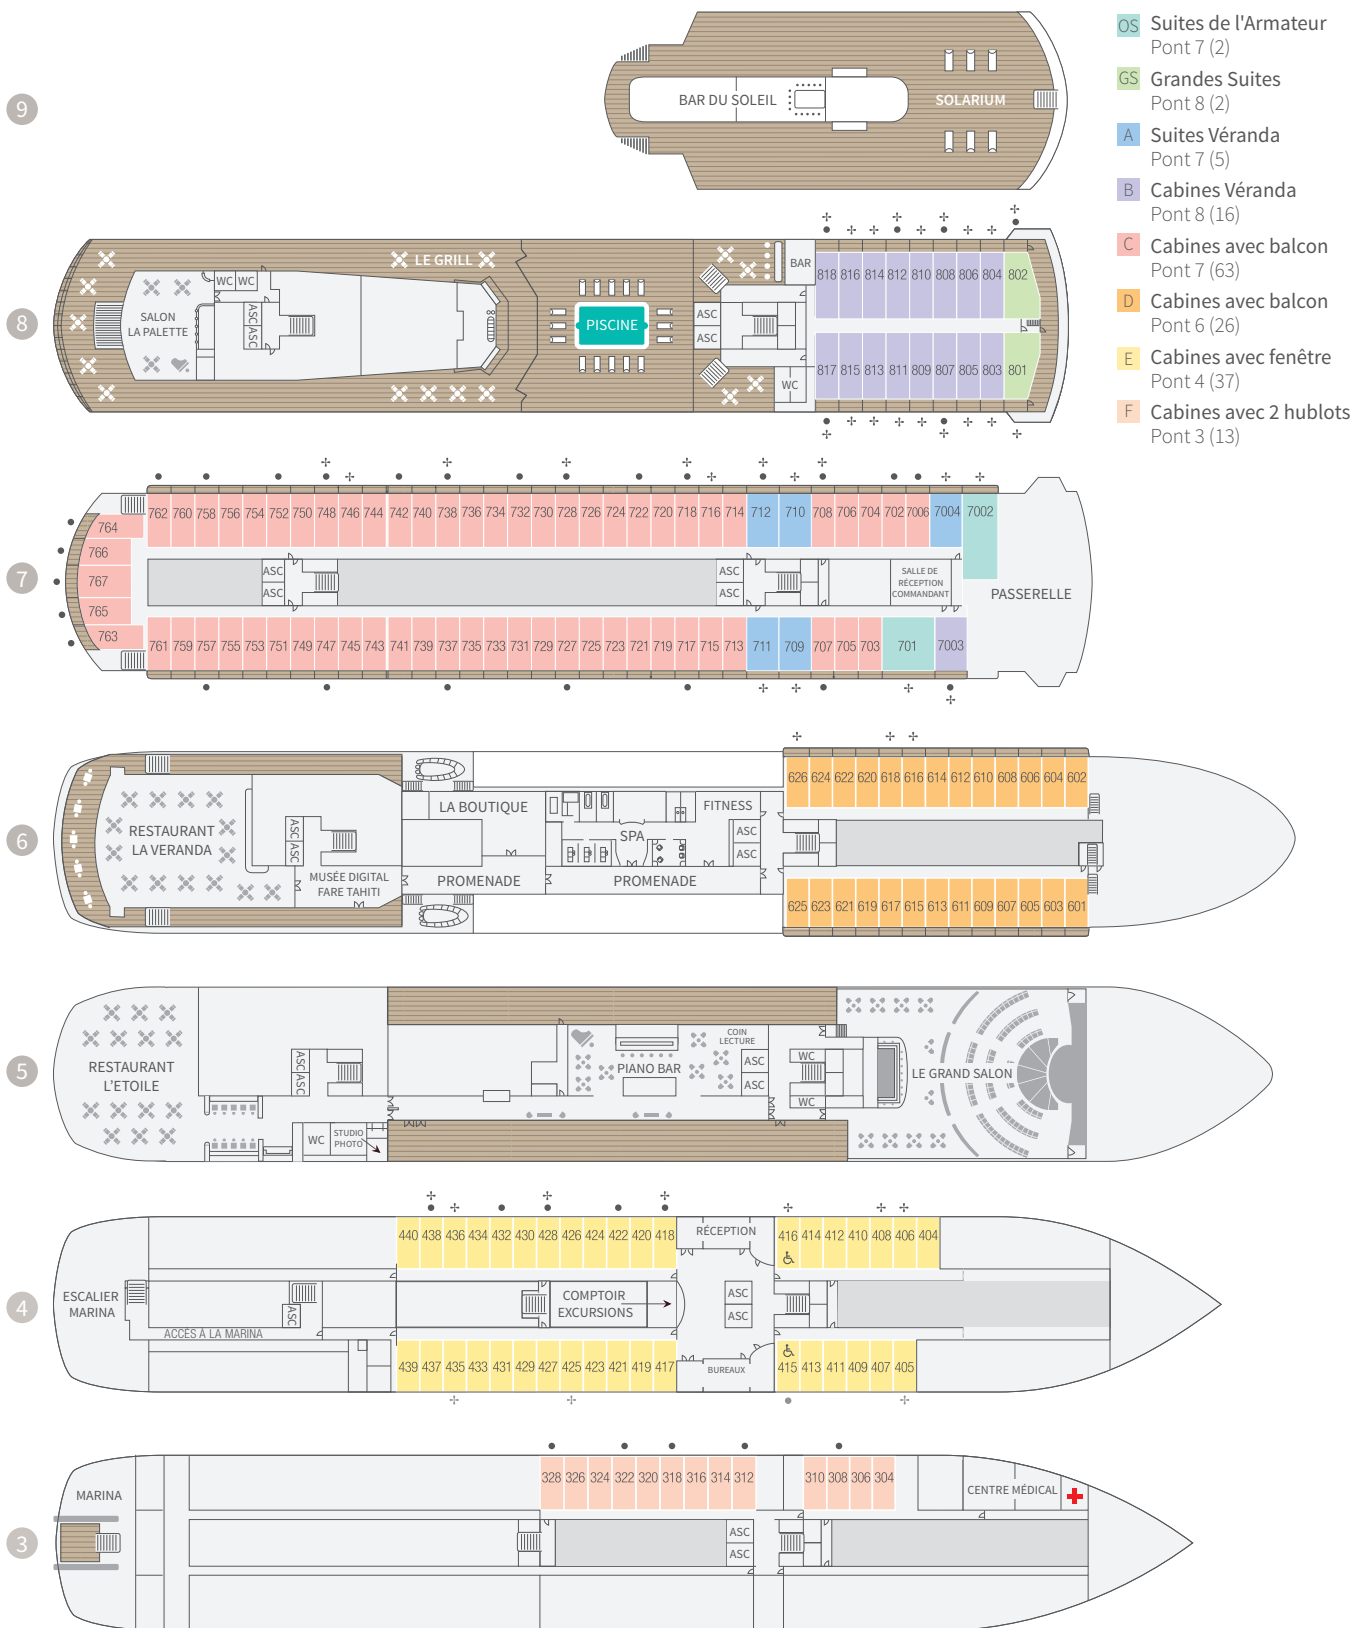 OS Suites de l'Armateur
Pont 7 (2)
GS Grandes Suites
Pont 8 (2)
A Suites Véranda
Pont 7 (5)
B Cabines Véranda
Pont 8 (16)
C Cabines avec balcon
Pont 7 (63)
D Cabines avec balcon
Pont 6 (26)
E Cabines avec fenêtre
Pont 4 (37)
F Cabines avec 2 hublots
Pont 3 (13)
9
BAR DU SOLEIL
SOLARIUM
8
LE GRILL
WC WC
SALON
LA PALETTE
ASC ASC
PISCINE
ASC
ASC
BAR
WC
818 816 814 812 810 808 806 804 802
817 815 813 811 809 807 805 803 801
7
762 760 758 756 754 752 750 748 746 744 742 740 738 736 734 732 730 728 726 724 722 720 718 716 714 712 710 708 706 704 702 7006 7004 7002
764
766
767
765
763
ASC
ASC
ASC
ASC
SALLE DE
RÉCEPTION
COMMANDANT
PASSERELLE
761 759 757 755 753 751 749 747 745 743 741 739 737 735 733 731 729 727 725 723 721 719 717 715 713 711 709 707 705 703 701 7003
6
RESTAURANT
LA VERANDA
ASC ASC
MUSÉE DIGITAL
FARE TAHITI
LA BOUTIQUE
PROMENADE
SPA
FITNESS
ASC
ASC
PROMENADE
626 624 622 620 618 616 614 612 610 608 606 604 602
625 623 621 619 617 615 613 611 609 607 605 603 601
5
RESTAURANT
L'ETOILE
ASC ASC
WC
STUDIO
PHOTO
PIANO BAR
COIN
LECTURE
ASC
ASC
WC
WC
LE GRAND SALON
4
ESCALIER
MARINA
ASC
ACCÈS À LA MARINA
440 438 436 434 432 430 428 426 424 422 420 418
RÉCEPTION
416 414 412 410 408 406 404
COMPTOIR
EXCURSIONS
ASC
ASC
439 437 435 433 431 429 427 425 423 421 419 417
BUREAUX
415 413 411 409 407 405
3
MARINA
328 326 324 322 320 318 316 314 312
310 308 306 304
CENTRE MÉDICAL
ASC
ASC